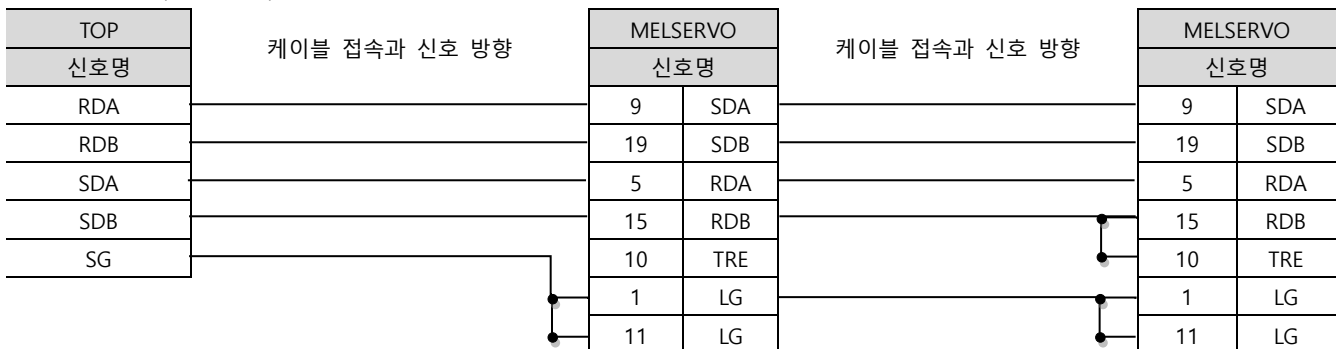 TOP 케이블 접속과 신호 방향 MELSERVO 케이블 접속과 신호 방향 MELSERVO
신호명 신호명 신호명
RDA 9 SDA 9 SDA
RDB 19 SDB 19 SDB
SDA 5 RDA 5 RDA
SDB 15 RDB 15 RDB
SG 10 TRE 10 TRE
1 LG 1 LG
11 LG 11 LG